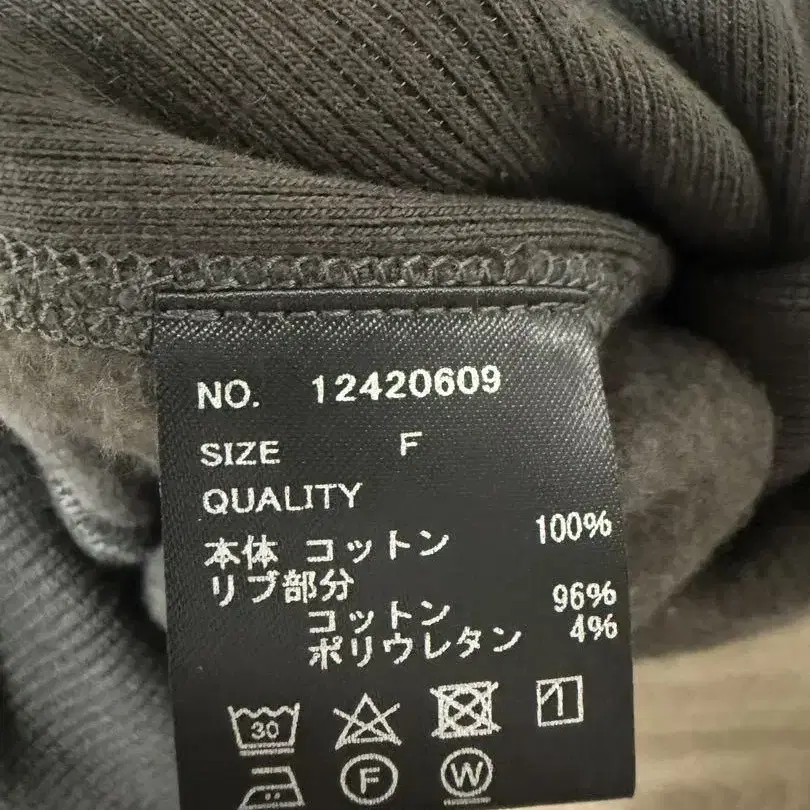 NO. 12420609
SIZE F
QUALITY
本体 コットン 100%
リブ部分
コットン 96%
ポリウレタン 4%
30
F W